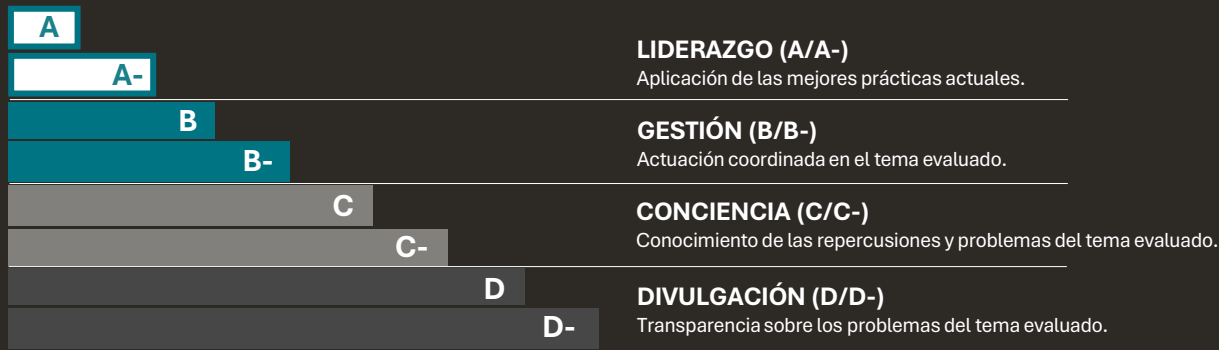 A
A-
LIDERAZGO (A/A-)
Aplicación de las mejores prácticas actuales.
B
B-
GESTIÓN (B/B-)
Actuación coordinada en el tema evaluado.
C
C-
CONCIENCIA (C/C-)
Conocimiento de las repercusiones y problemas del tema evaluado.
D
D-
DIVULGACIÓN (D/D-)
Transparencia sobre los problemas del tema evaluado.